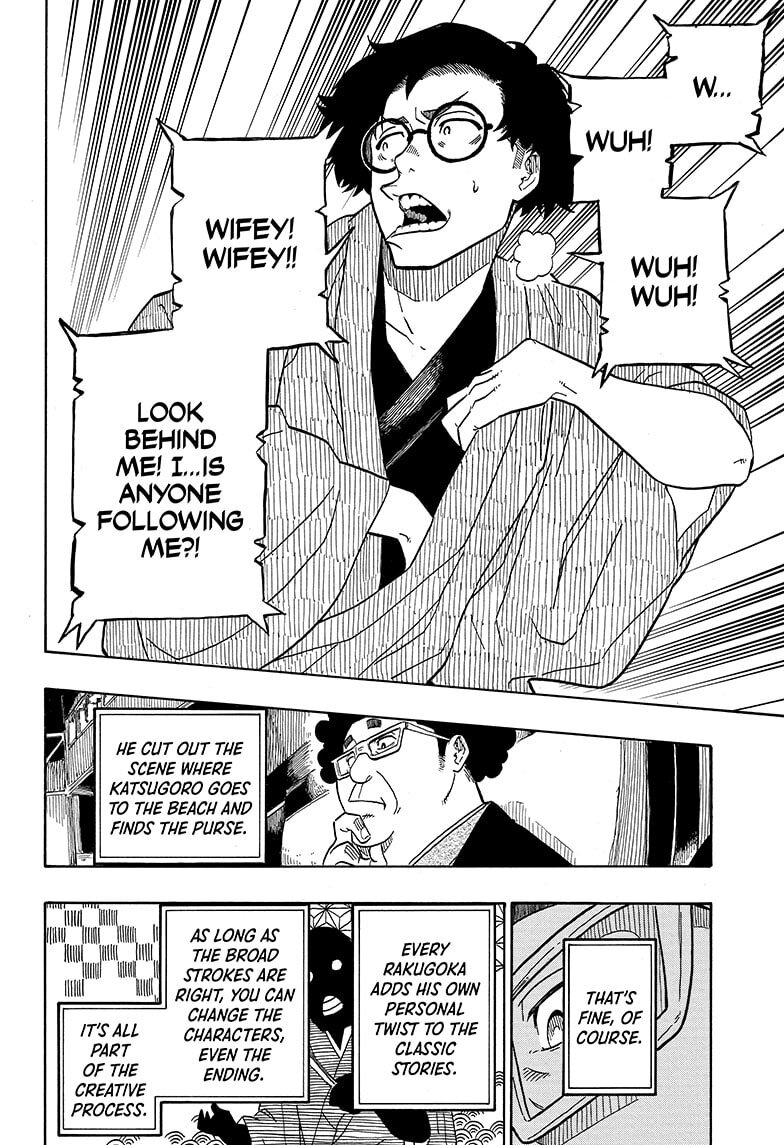 W...
WUH!
WUH!
WUH!
WIFEY!
WIFEY!!
LOOK
BEHIND
ME! I...IS
ANYONE
FOLLOWING
ME?!
HE CUT OUT THE
SCENE WHERE
KATSUGORO GOES
TO THE BEACH AND
FINDS THE PURSE.
THAT'S
FINE, OF
COURSE.
EVERY
RAKUGOKA
ADDS HIS OWN
PERSONAL
TWIST TO THE
CLASSIC
STORIES.
AS LONG AS
THE BROAD
STROKES ARE
RIGHT, YOU CAN
CHANGE THE
CHARACTERS,
EVEN THE
ENDING.
IT'S ALL
PART
OF THE
CREATIVE
PROCESS.